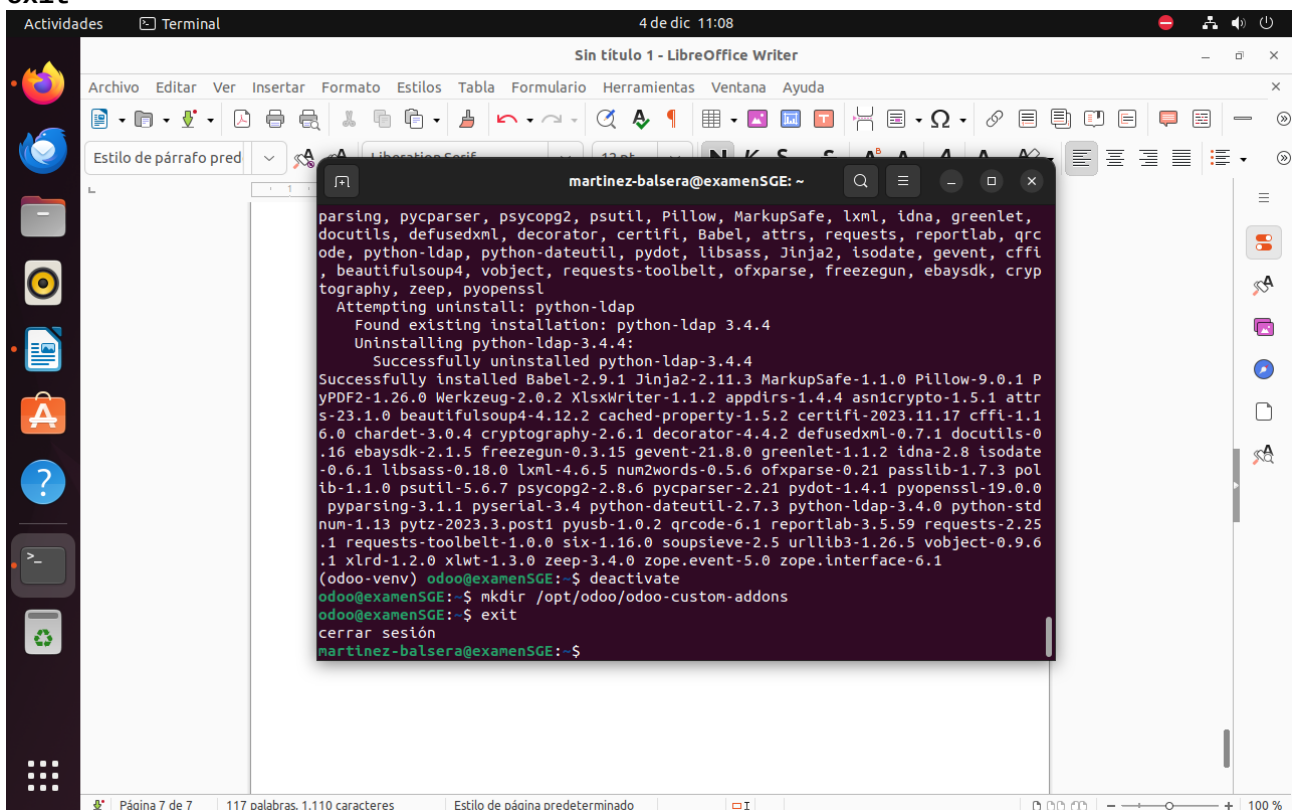 exit
Actividades Terminal 4 de dic 11:08
Sin título 1 - LibreOffice Writer
Archivo Editar Ver Insertar Formato Estilos Tabla Formulario Herramientas Ventana Ayuda
Estilo de párrafo pred Liberation Serif 12 pt
martinez-balsera@examenSGE: ~
parsing, pycparser, psycopg2, psutil, Pillow, MarkupSafe, lxml, idna, greenlet,
docutils, defusedxml, decorator, certifi, Babel, attrs, requests, reportlab, qrc
ode, python-ldap, python-dateutil, pydot, libsass, Jinja2, isodate, gevent, cffi
, beautifulsoup4, vobject, requests-toolbelt, ofxparse, freezegun, ebaysdk, cryp
tography, zeep, pyopenssl
Attempting uninstall: python-ldap
Found existing installation: python-ldap 3.4.4
Uninstalling python-ldap-3.4.4:
Successfully uninstalled python-ldap-3.4.4
Successfully installed Babel-2.9.1 Jinja2-2.11.3 MarkupSafe-1.1.0 Pillow-9.0.1 P
yPDF2-1.26.0 Werkzeug-2.0.2 XlsxWriter-1.1.2 appdirs-1.4.4 asn1crypto-1.5.1 attr
s-23.1.0 beautifulsoup4-4.12.2 cached-property-1.5.2 certifi-2023.11.17 cffi-1.1
6.0 chardet-3.0.4 cryptography-2.6.1 decorator-4.4.2 defusedxml-0.7.1 docutils-0
.16 ebaysdk-2.1.5 freezegun-0.3.15 gevent-21.8.0 greenlet-1.1.2 idna-2.8 isodate
-0.6.1 libsass-0.18.0 lxml-4.6.5 num2words-0.5.6 ofxparse-0.21 passlib-1.7.3 pol
ib-1.1.0 psutil-5.6.7 psycopg2-2.8.6 pycparser-2.21 pydot-1.4.1 pyopenssl-19.0.0
pyparsing-3.1.1 pyserial-3.4 python-dateutil-2.7.3 python-ldap-3.4.0 python-std
num-1.13 pytz-2023.3.post1 pyusb-1.0.2 qrcode-6.1 reportlab-3.5.59 requests-2.25
.1 requests-toolbelt-1.0.0 six-1.16.0 soupsieve-2.5 urllib3-1.26.5 vobject-0.9.6
.1 xlrd-1.2.0 xlwt-1.3.0 zeep-3.4.0 zope.event-5.0 zope.interface-6.1
(odoo-venv) odoo@examenSGE:~$ deactivate
odoo@examenSGE:~$ mkdir /opt/odoo/odoo-custom-addons
odoo@examenSGE:~$ exit
cerrar sesión
martinez-balsera@examenSGE:~$
Página 7 de 7 117 palabras, 1.110 caracteres Estilo de página predeterminado 100 %